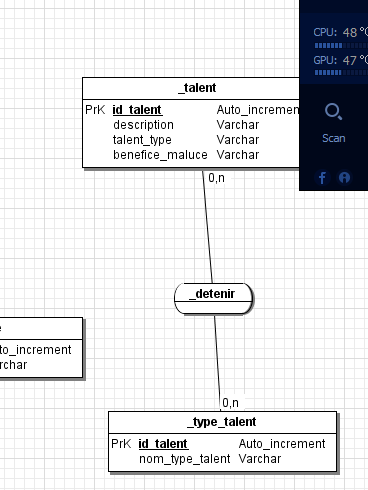 CPU: 48 °C
GPU: 47 °C
Scan
_talent
PrK id_talent Auto_increment
description Varchar
talent_type Varchar
benefice_maluce Varchar
0,n
_detenir
to_increment
rchar
0,n
_type_talent
PrK id_talent Auto_increment
nom_type_talent Varchar